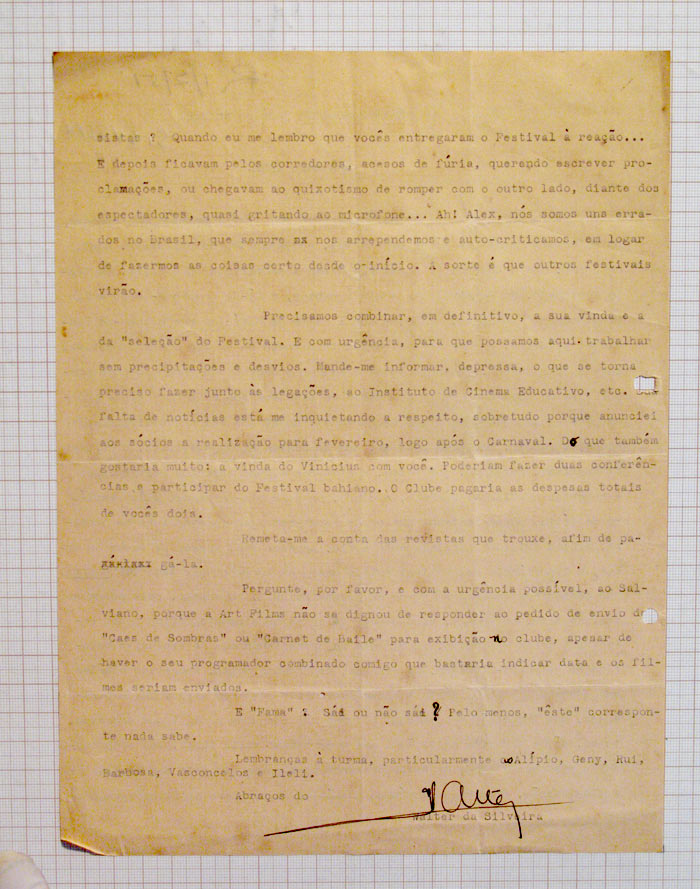 sistas ? Quando eu me lembro que vocês entregaram o Festival à reação...
E depois ficavam pelos corredores, acesos de fúria, querendo escrever pro-
clamações, ou chegavam ao quixotismo de romper com o outro lado, diante dos
espectadores, quasi gritando ao microfone... Ah! Alex, nós somos uns erra-
dos no Brasil, que sempre nx nos arrependemos e auto-criticamos, em logar
de fazermos as coisas certo desde o início. A sorte é que outros festivais
virão.
Precisamos combinar, em definitivo, a sua vinda e a
da "seleção" do Festival. E com urgência, para que possamos aqui trabalhar
sem precipitações e desvios. Mande-me informar, depressa, o que se torna
preciso fazer junto às legações, ao Instituto de Cinema Educativo, etc.
falta de notícias está me inquietando a respeito, sobretudo porque anunciei
aos sócios a realização para fevereiro, logo após o Carnaval. Do que também
gostaria muito: a vinda do Vinicius com você. Poderiam fazer duas conferên-
cias e participar do Festival bahiano. O Clube pagaria as despesas totais
de vocês dois.
Remeta-me a conta das revistas que trouxe, afim de pa-
gá-la.
Pergunte, por favor, e com a urgência possível, ao Sal-
viano, porque a Art Films não se dignou de responder ao pedido de envio de
"Caes de Sombras" ou "Carnet de Baile" para exibição no clube, apesar de
haver o seu programador combinado comigo que bastaria indicar data e os fil-
mes seriam enviados.
E "Fama" ? Sái ou não sái ? Pelo menos, "êste" correspon-
te nada sabe.
Lembranças à turma, particularmente ao Alípio, Geny, Rui,
Barbosa, Vasconcelos e Ileli.
Abraços do
Walter
Walter da Silveira